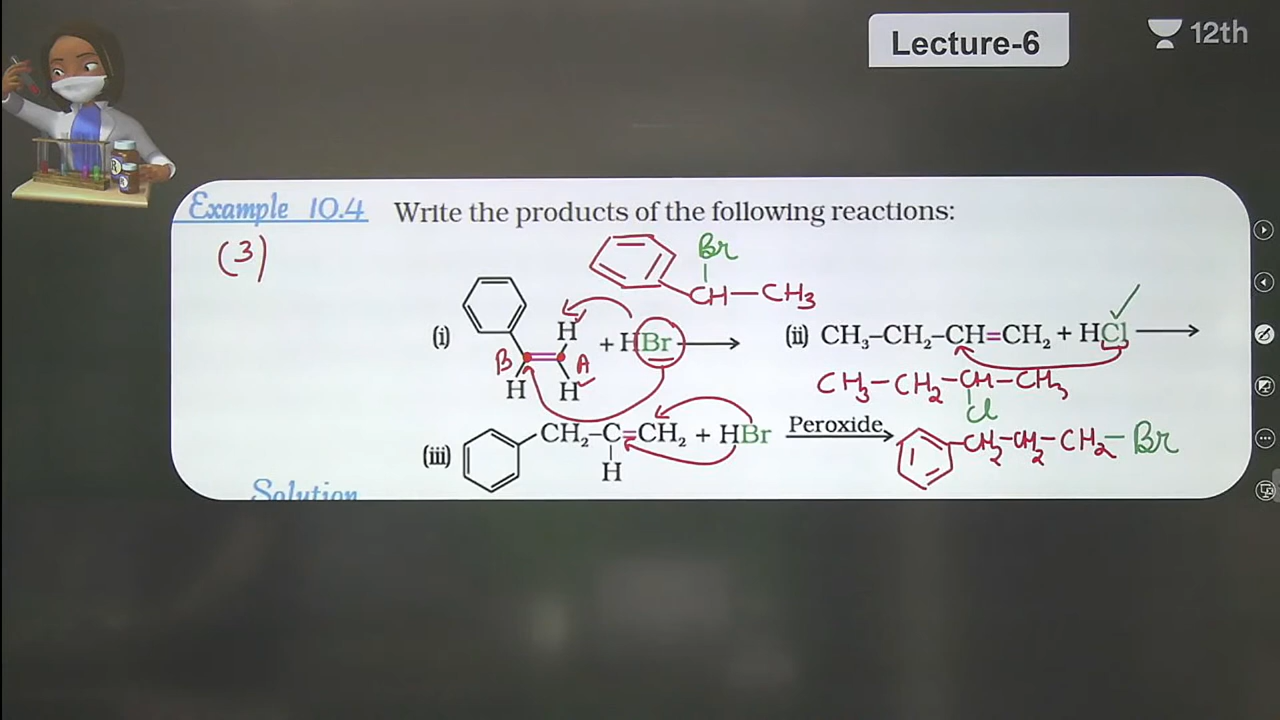 Lecture-6
12th
Example 10.4 Write the products of the following reactions:
(3)
Br
CH–CH₃
(i) H + HBr
B A
H H
(ii) CH₃–CH₂–CH=CH₂ + HCl
CH₃–CH₂–CH–CH₃
Cl
(iii) CH₂–C=CH₂ + HBr Peroxide CH₂–CH₂–CH₂–Br
H
Solution